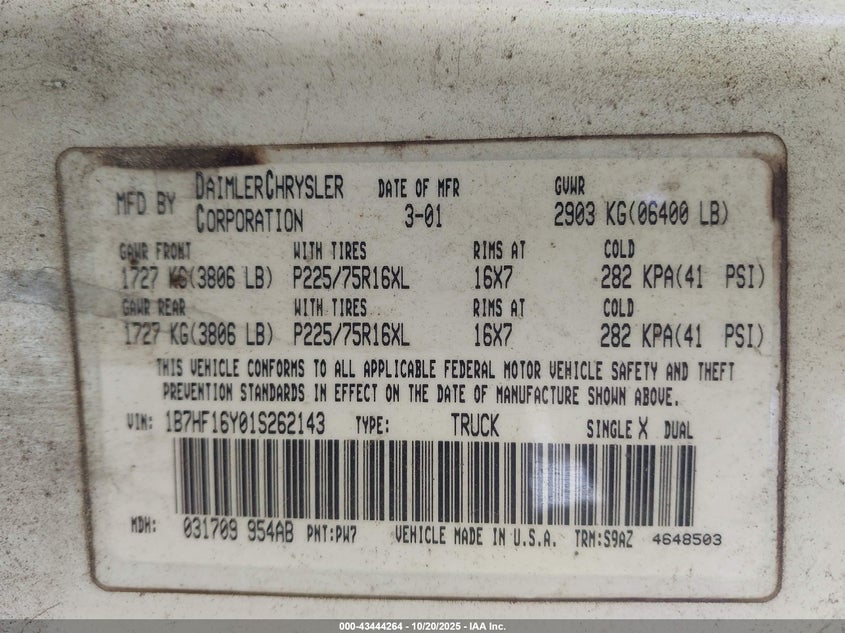 MFD BY DAIMLERCHRYSLER CORPORATION DATE OF MFR 3-01 GVWR 2903 KG(06400 LB)
GAWR FRONT WITH TIRES RIMS AT COLD
1727 KG(3806 LB) P225/75R16XL 16X7 282 KPA(41 PSI)
GAWR REAR WITH TIRES RIMS AT COLD
1727 KG(3806 LB) P225/75R16XL 16X7 282 KPA(41 PSI)
THIS VEHICLE CONFORMS TO ALL APPLICABLE FEDERAL MOTOR VEHICLE SAFETY AND THEFT
PREVENTION STANDARDS IN EFFECT ON THE DATE OF MANUFACTURE SHOWN ABOVE.
VIN: 1B7HF16Y01S262143 TYPE: TRUCK SINGLE X DUAL
MDH: 031709 954AB PNT:PW7 VEHICLE MADE IN U.S.A. TRM:S9AZ 4648503
000-43444264 - 10/20/2025 - IAA Inc.